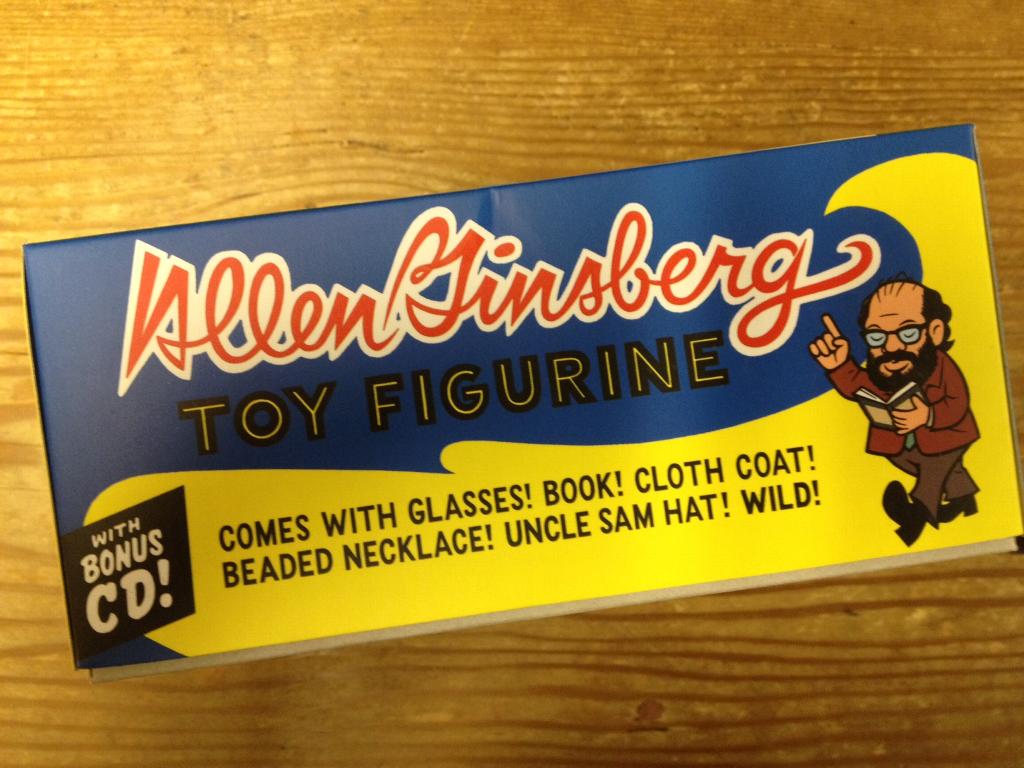 Allen Ginsberg
TOY FIGURINE
COMES WITH GLASSES! BOOK! CLOTH COAT!
BEADED NECKLACE! UNCLE SAM HAT! WILD!
WITH
BONUS
CD!